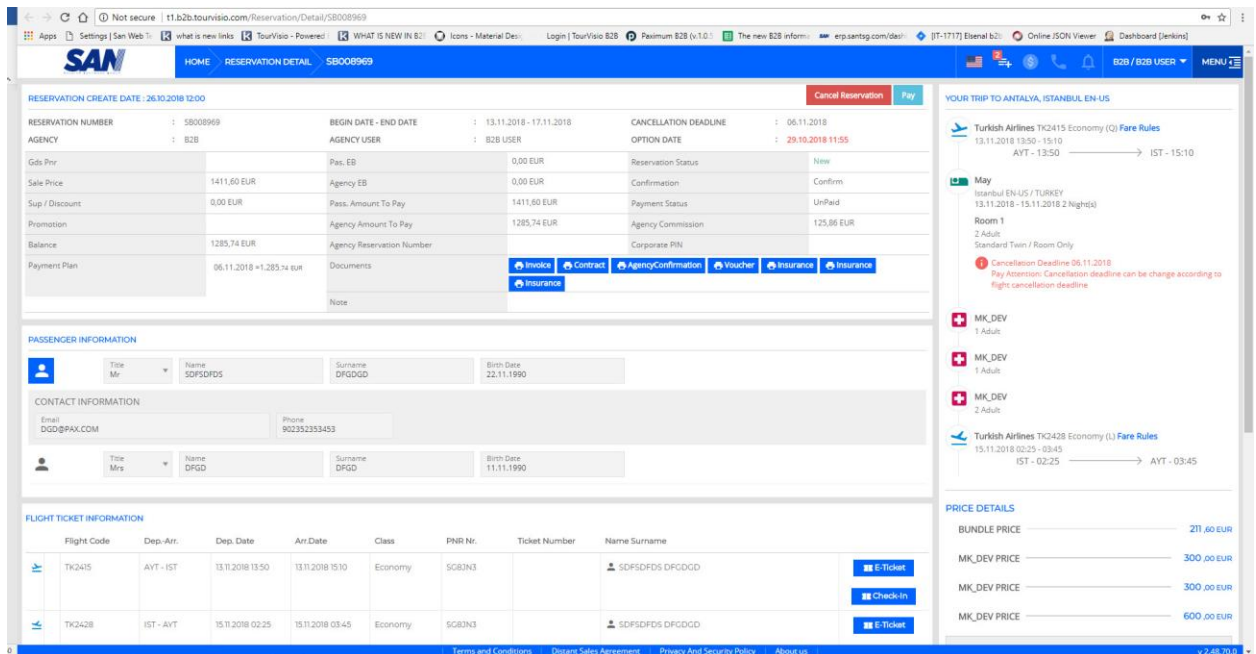 Not secure | t1.b2b.tourvisio.com/Reservation/Detail/SB008969
Apps Settings | San Web Te what is new links TourVisio - Powered WHAT IS NEW IN B2B Icons - Material Desi Login | TourVisio B2B Paximum B2B (v.1.0.5 The new B2B informa erp.santsg.com/dash [IT-1717] Elsenal b2b Online JSON Viewer Dashboard [Jenkins]
SAN HOME RESERVATION DETAIL SB008969 2 B2B / B2B USER MENU
RESERVATION CREATE DATE : 26.10.2018 12:00 Cancel Reservation Pay
RESERVATION NUMBER : SB008969 BEGIN DATE - END DATE : 13.11.2018 - 17.11.2018 CANCELLATION DEADLINE : 06.11.2018
AGENCY : B2B AGENCY USER : B2B USER OPTION DATE : 29.10.2018 11:55
Gds Pnr Pas. EB 0,00 EUR Reservation Status New
Sale Price 1411,60 EUR Agency EB 0,00 EUR Confirmation Confirm
Sup / Discount 0,00 EUR Pass. Amount To Pay 1411,60 EUR Payment Status UnPaid
Promotion Agency Amount To Pay 1285,74 EUR Agency Commission 125,86 EUR
Balance 1285,74 EUR Agency Reservation Number Corporate PIN
Payment Plan 06.11.2018 =1.285,74 EUR Documents Invoice Contract AgencyConfirmation Voucher Insurance Insurance
Insurance
Note
PASSENGER INFORMATION
Title Name Surname Birth Date
Mr SDFSDFDS DFGDGD 22.11.1990
CONTACT INFORMATION
Email Phone
DGD@PAX.COM 902352353453
Title Name Surname Birth Date
Mrs DFGD DFGD 11.11.1990
FLIGHT TICKET INFORMATION
Flight Code Dep.-Arr. Dep. Date Arr.Date Class PNR Nr. Ticket Number Name Surname
TK2415 AYT - IST 13.11.2018 13:50 13.11.2018 15:10 Economy SG8JN3 SDFSDFDS DFGDGD E-Ticket
Check-In
TK2428 IST - AYT 15.11.2018 02:25 15.11.2018 03:45 Economy SG8JN3 SDFSDFDS DFGDGD E-Ticket
YOUR TRIP TO ANTALYA, ISTANBUL EN-US
Turkish Airlines TK2415 Economy (Q) Fare Rules
13.11.2018 13:50 - 15:10
AYT - 13:50 IST - 15:10
May
Istanbul EN-US / TURKEY
13.11.2018 - 15.11.2018 2 Night(s)
Room 1
2 Adult
Standard Twin / Room Only
Cancellation Deadline 06.11.2018
Pay Attention: Cancellation deadline can be change according to
flight cancellation deadline
MK_DEV
1 Adult
MK_DEV
1 Adult
MK_DEV
2 Adult
Turkish Airlines TK2428 Economy (L) Fare Rules
15.11.2018 02:25 - 03:45
IST - 02:25 AYT - 03:45
PRICE DETAILS
BUNDLE PRICE 211 ,60 EUR
MK_DEV PRICE 300 ,00 EUR
MK_DEV PRICE 300 ,00 EUR
MK_DEV PRICE 600 ,00 EUR
Terms and Conditions Distant Sales Agreement Privacy And Security Policy About us v 2.48.70.0